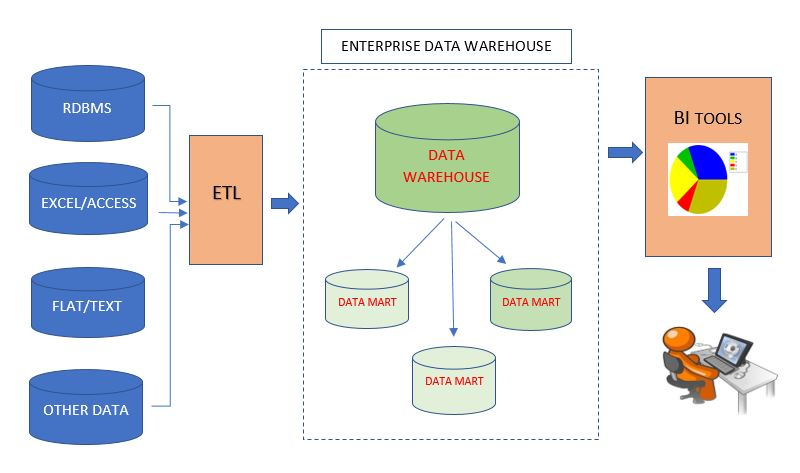 ENTERPRISE DATA WAREHOUSE
RDBMS
EXCEL/ACCESS
FLAT/TEXT
OTHER DATA
ETL
DATA
WAREHOUSE
DATA MART
DATA MART
DATA MART
BI TOOLS